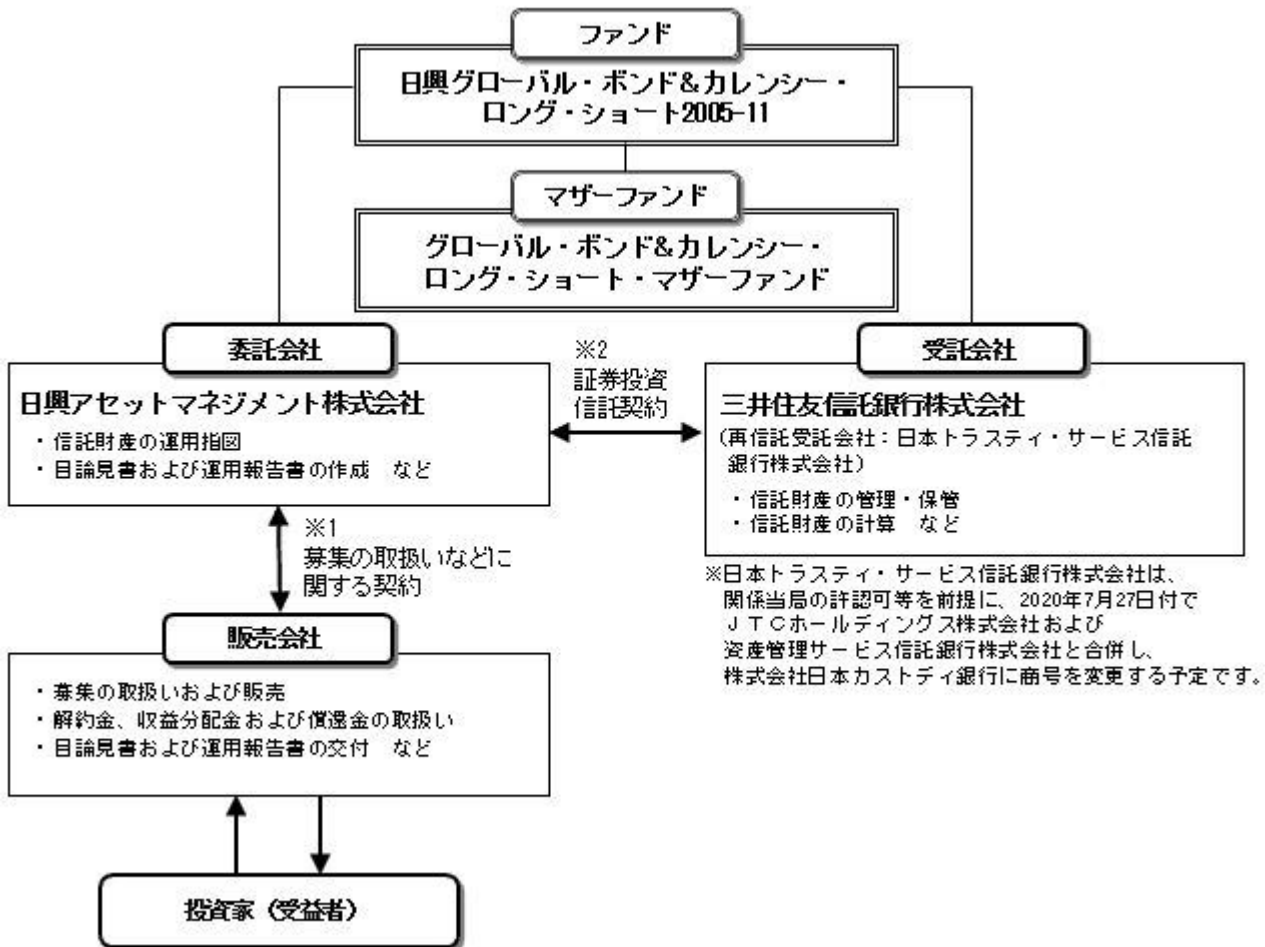 ファンド
日興グローバル・ボンド&カレンシー・
ロング・ショート2005-11
マザーファンド
グローバル・ボンド&カレンシー・
ロング・ショート・マザーファンド
委託会社
日興アセットマネジメント株式会社
・信託財産の運用指図
・目論見書および運用報告書の作成　など
※2
証券投資
信託契約
受託会社
三井住友信託銀行株式会社
(再信託受託会社：日本トラスティ・サービス信託
銀行株式会社)
・信託財産の管理・保管
・信託財産の計算　など
※日本トラスティ・サービス信託銀行株式会社は、
関係当局の許認可等を前提に、2020年7月27日付で
ＪＴＣホールディングス株式会社および
資産管理サービス信託銀行株式会社と合併し、
株式会社日本カストディ銀行に商号を変更する予定です。
※1
募集の取扱いなどに
関する契約
販売会社
・募集の取扱いおよび販売
・解約金、収益分配金および償還金の取扱い
・目論見書および運用報告書の交付　など
投資家（受益者）